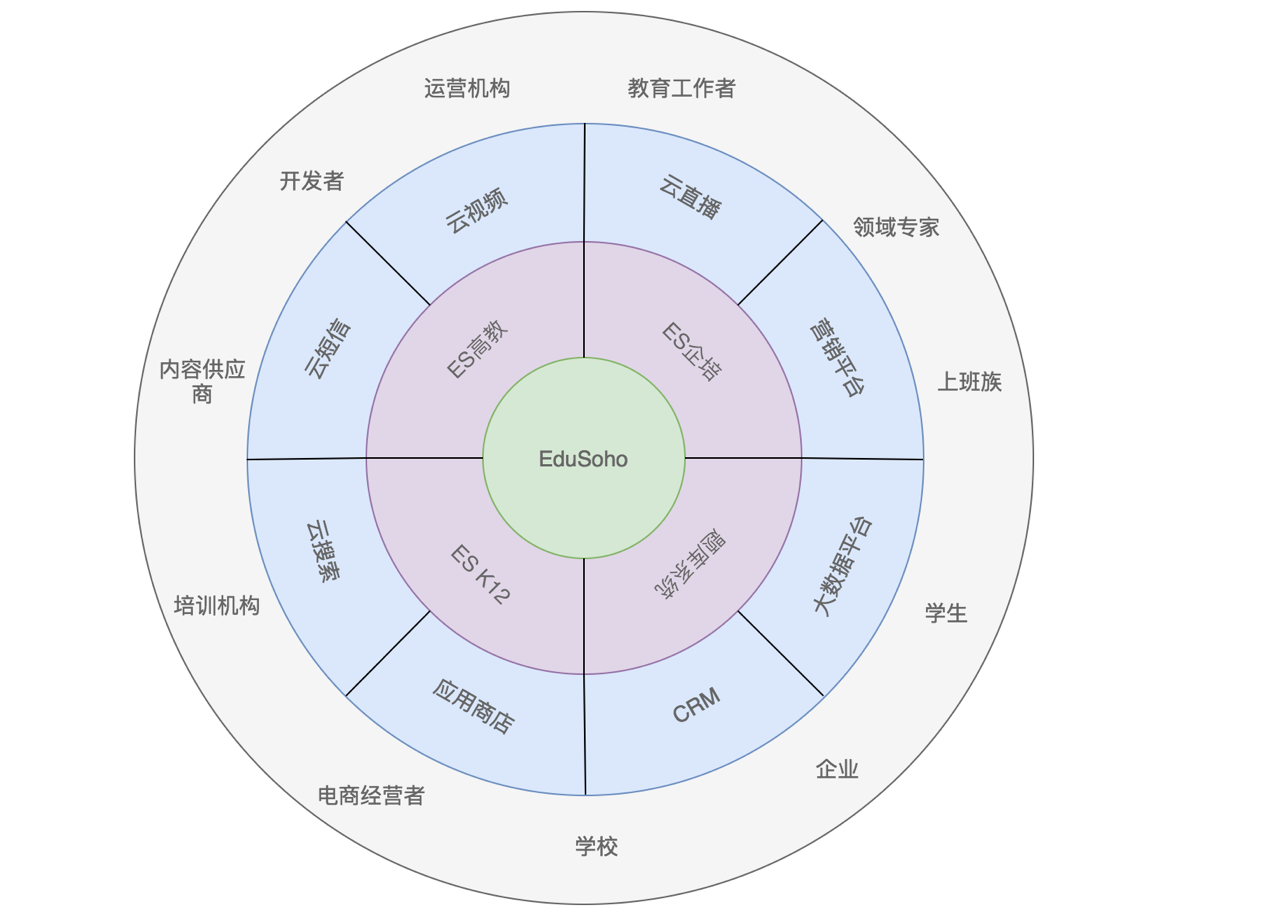 运营机构
教育工作者
开发者
云视频
云直播
领域专家
云短信
ES高教
ES企培
营销平台
内容供应
商
上班族
EduSoho
云搜索
ES K12
题库系统
大数据平台
培训机构
学生
应用商店
CRM
企业
电商经营者
学校